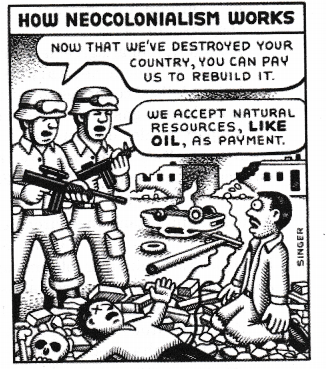 HOW NEOCOLONIALISM WORKS
NOW THAT WE'VE DESTROYED YOUR
COUNTRY, YOU CAN PAY
US TO REBUILD IT.
WE ACCEPT NATURAL
RESOURCES, LIKE
OIL, AS PAYMENT.
SINGER